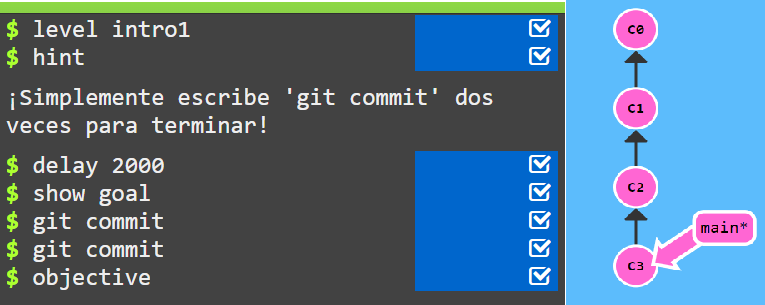 $ level intro1
$ hint
¡Simplemente escribe 'git commit' dos
veces para terminar!
$ delay 2000
$ show goal
$ git commit
$ git commit
$ objective
C0
C1
C2
main*
C3